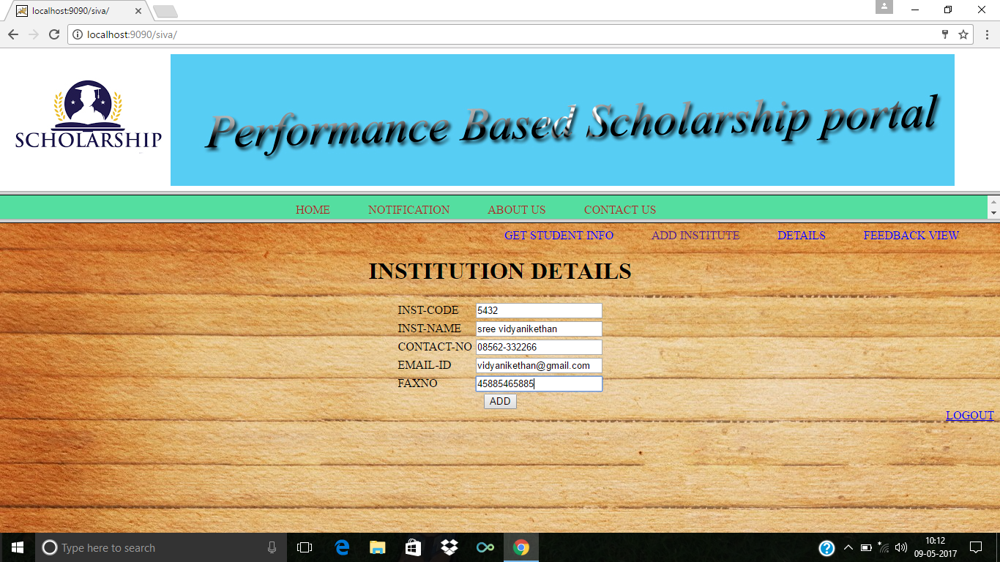 localhost:9090/siva/
localhost:9090/siva/
SCHOLARSHIP
Performance Based Scholarship portal
HOME NOTIFICATION ABOUT US CONTACT US
GET STUDENT INFO ADD INSTITUTE DETAILS FEEDBACK VIEW
INSTITUTION DETAILS
INST-CODE 5432
INST-NAME sree vidyanikethan
CONTACT-NO 08562-332266
EMAIL-ID vidyanikethan@gmail.com
FAXNO 45885465885
ADD
LOGOUT
Type here to search
10:12
09-05-2017